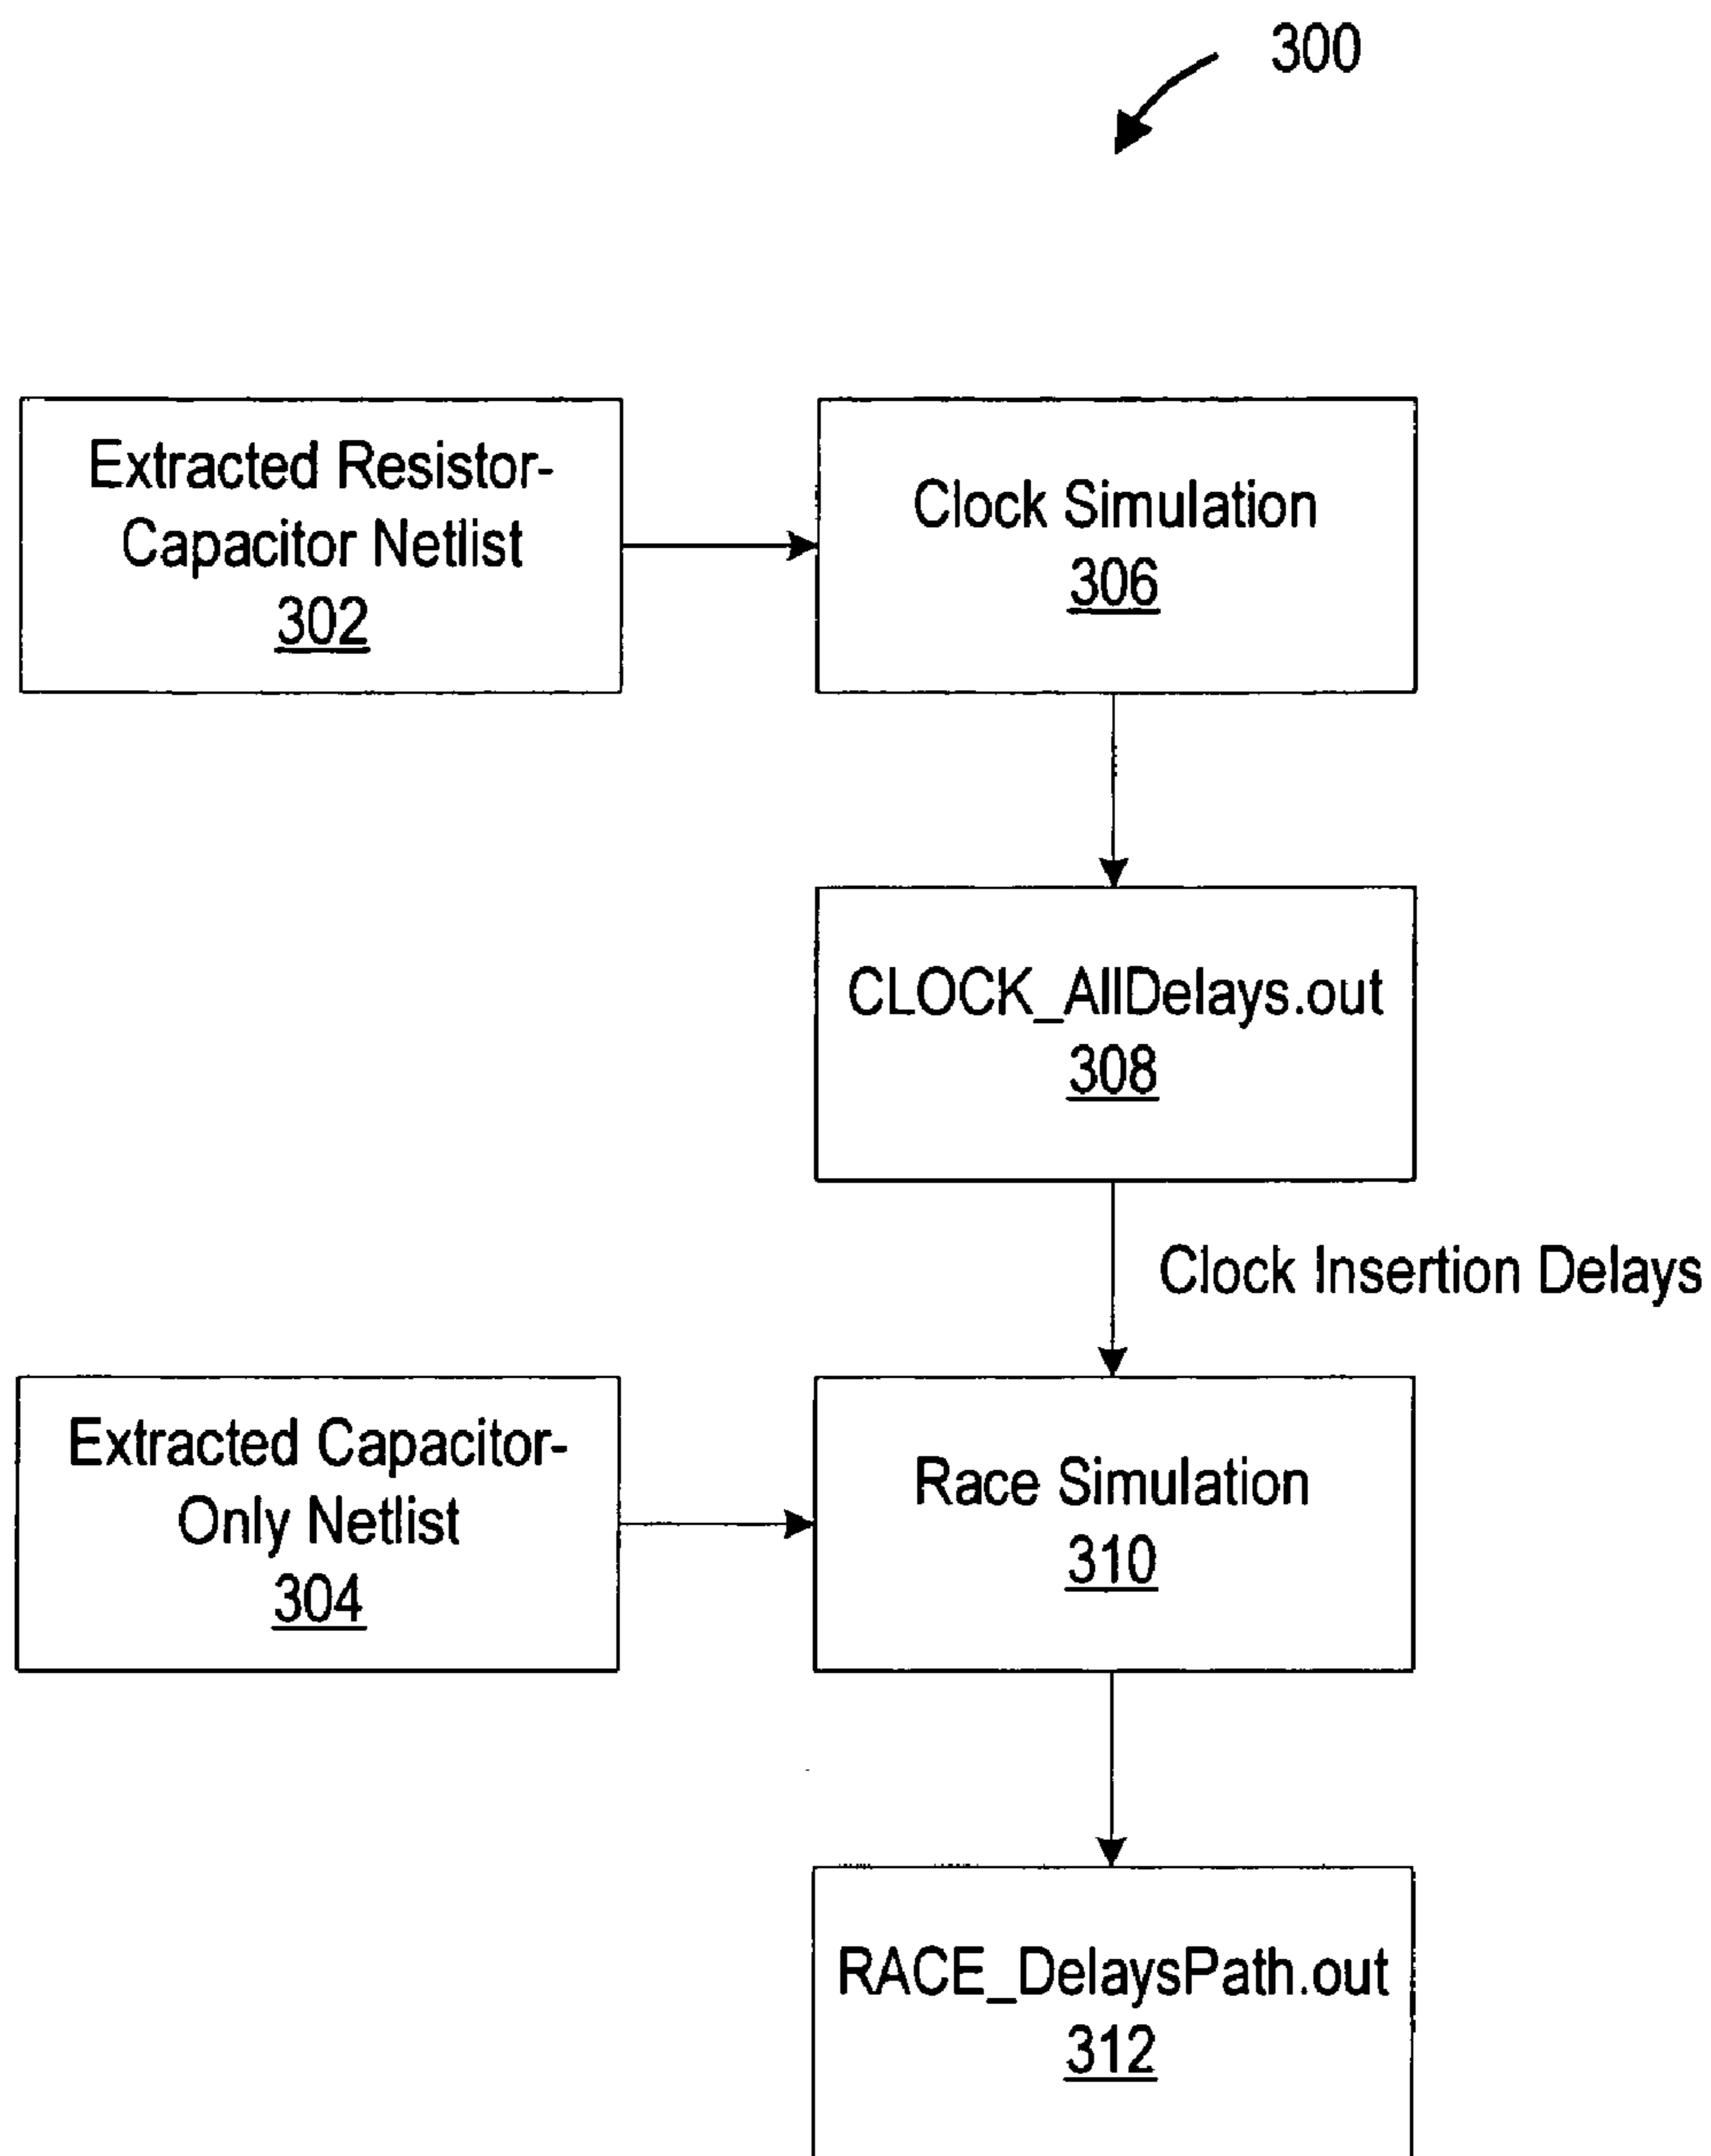 300
Extracted Resistor-
Capacitor Netlist
302
Clock Simulation
306
CLOCK_AllDelays.out
308
Clock Insertion Delays
Extracted Capacitor-
Only Netlist
304
Race Simulation
310
RACE_DelaysPath.out
312